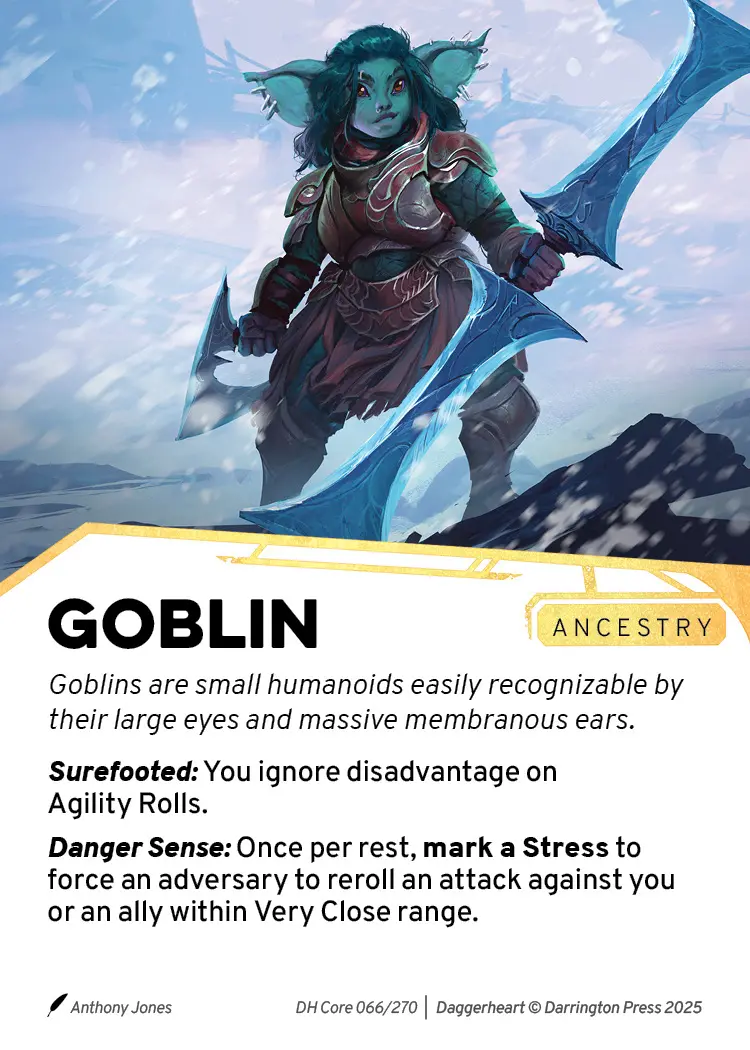 GOBLIN
ANCESTRY
Goblins are small humanoids easily recognizable by
their large eyes and massive membranous ears.
Surefooted: You ignore disadvantage on
Agility Rolls.
Danger Sense: Once per rest, mark a Stress to
force an adversary to reroll an attack against you
or an ally within Very Close range.
Anthony Jones
DH Core 066/270 | Daggerheart © Darrington Press 2025